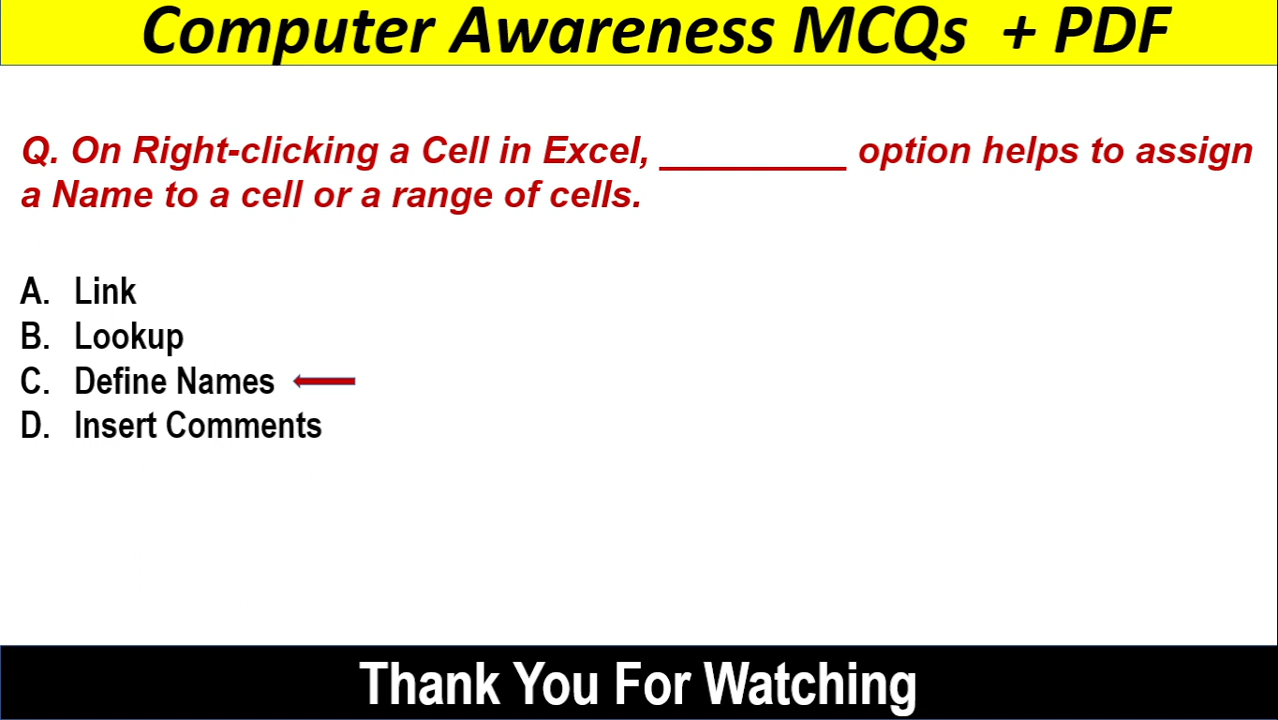 Computer Awareness MCQs + PDF
Q. On Right-clicking a Cell in Excel, _________ option helps to assign
a Name to a cell or a range of cells.
A. Link
B. Lookup
C. Define Names
D. Insert Comments
Thank You For Watching